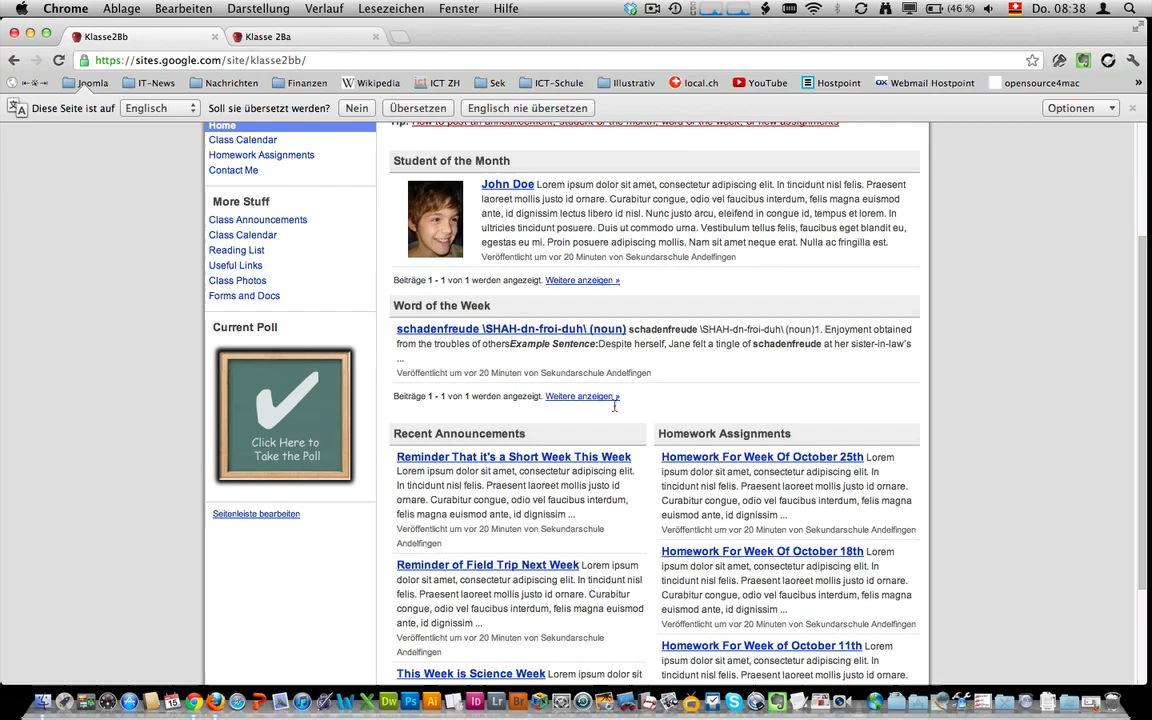 Chrome Ablage Bearbeiten Darstellung Verlauf Lesezeichen Fenster Hilfe (46 %) Do. 08:38
Klasse2Bb Klasse 2Ba
https://sites.google.com/site/klasse2bb/
Joomla IT-News Nachrichten Finanzen Wikipedia ICT ZH Sek ICT-Schule Illustrativ local.ch YouTube Hostpoint Webmail Hostpoint opensource4mac »
Diese Seite ist auf Englisch Soll sie übersetzt werden? Nein Übersetzen Englisch nie übersetzen Optionen
Home
Class Calendar
Homework Assignments
Contact Me
More Stuff
Class Announcements
Class Calendar
Reading List
Useful Links
Class Photos
Forms and Docs
Current Poll
Click Here to
Take the Poll
Seitenleiste bearbeiten
Tip: How to post an announcement, student of the month, word of the week, or new assignments
Student of the Month
John Doe Lorem ipsum dolor sit amet, consectetur adipiscing elit. In tincidunt nisl felis. Praesent
laoreet mollis justo id ornare. Curabitur congue, odio vel faucibus interdum, felis magna euismod
ante, id dignissim lectus libero id nisl. Nunc justo arcu, eleifend in congue id, tempus et lorem. In
ultricies tincidunt posuere. Duis ut commodo urna. Vestibulum tellus felis, faucibus eget blandit eu,
egestas eu mi. Proin posuere adipiscing mollis. Nam sit amet neque erat. Nulla ac fringilla est.
Veröffentlicht um vor 20 Minuten von Sekundarschule Andelfingen
Beiträge 1 - 1 von 1 werden angezeigt. Weitere anzeigen »
Word of the Week
schadenfreude \SHAH-dn-froi-duh\ (noun) schadenfreude \SHAH-dn-froi-duh\ (noun)1. Enjoyment obtained
from the troubles of othersExample Sentence:Despite herself, Jane felt a tingle of schadenfreude at her sister-in-law's
...
Veröffentlicht um vor 20 Minuten von Sekundarschule Andelfingen
Beiträge 1 - 1 von 1 werden angezeigt. Weitere anzeigen »
Recent Announcements
Reminder That it's a Short Week This Week
Lorem ipsum dolor sit amet, consectetur adipiscing elit.
In tincidunt nisl felis. Praesent laoreet mollis justo id
ornare. Curabitur congue, odio vel faucibus interdum,
felis magna euismod ante, id dignissim ...
Veröffentlicht um vor 20 Minuten von Sekundarschule
Andelfingen
Reminder of Field Trip Next Week Lorem ipsum
dolor sit amet, consectetur adipiscing elit. In tincidunt nisl
felis. Praesent laoreet mollis justo id ornare. Curabitur
congue, odio vel faucibus interdum, felis magna euismod
ante, id dignissim ...
Veröffentlicht um vor 20 Minuten von Sekundarschule
Andelfingen
This Week is Science Week Lorem ipsum dolor sit
Homework Assignments
Homework For Week Of October 25th Lorem
ipsum dolor sit amet, consectetur adipiscing elit. In
tincidunt nisl felis. Praesent laoreet mollis justo id
ornare. Curabitur congue, odio vel faucibus interdum, felis magna
euismod ante, id dignissim ...
Veröffentlicht um vor 20 Minuten von Sekundarschule Andelfingen
Homework For Week Of October 18th Lorem
ipsum dolor sit amet, consectetur adipiscing elit. In
tincidunt nisl felis. Praesent laoreet mollis justo id
ornare. Curabitur congue, odio vel faucibus interdum, felis magna
euismod ante, id dignissim ...
Veröffentlicht um vor 20 Minuten von Sekundarschule Andelfingen
Homework For Week of October 11th Lorem
ipsum dolor sit amet, consectetur adipiscing elit. In
tincidunt nisl felis. Praesent laoreet mollis justo id